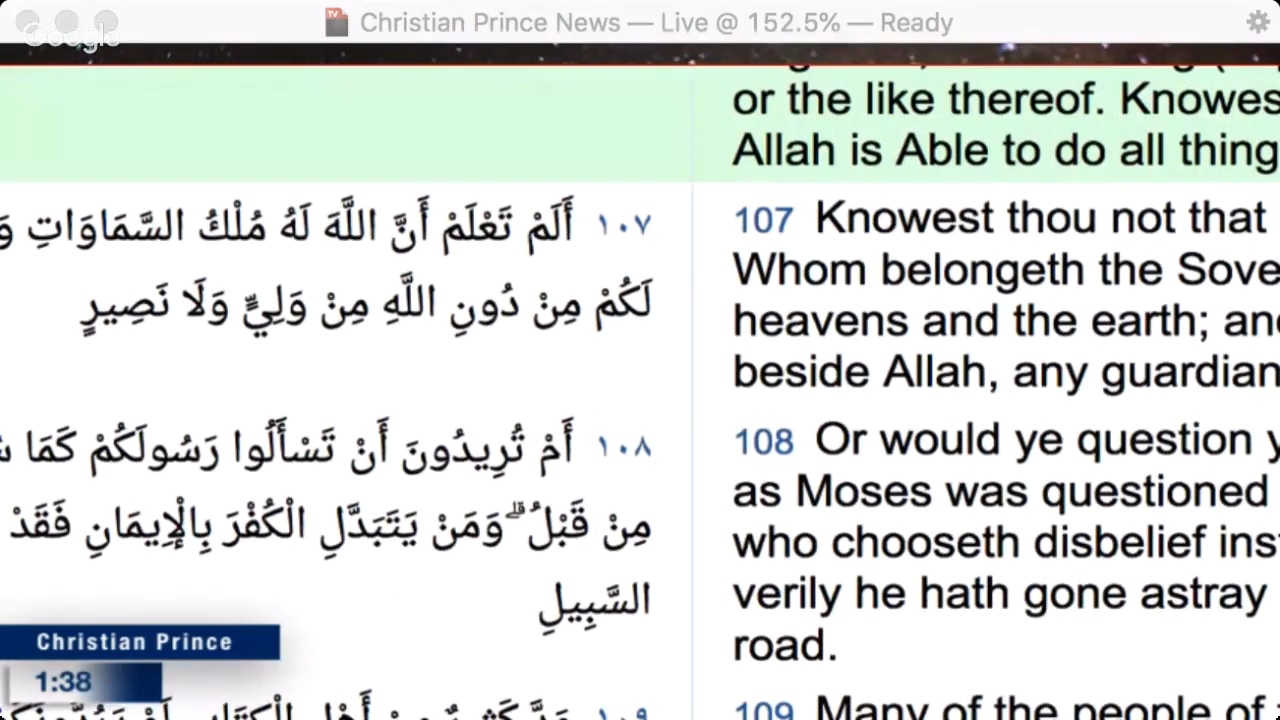 Christian Prince News — Live @ 152.5% — Ready
Google
or the like thereof. Knowes
Allah is Able to do all thing
١٠٧ أَلَمْ تَعْلَمْ أَنَّ اللَّهَ لَهُ مُلْكُ السَّمَاوَاتِ وَ
لَكُمْ مِنْ دُونِ اللَّهِ مِنْ وَلِيٍّ وَلَا نَصِيرٍ
107 Knowest thou not that
Whom belongeth the Sove
heavens and the earth; and
beside Allah, any guardian
١٠٨ أَمْ تُرِيدُونَ أَنْ تَسْأَلُوا رَسُولَكُمْ كَمَا
مِنْ قَبْلُ ۗ وَمَنْ يَتَبَدَّلِ الْكُفْرَ بِالْإِيمَانِ فَقَدْ
السَّبِيلِ
108 Or would ye question y
as Moses was questioned
who chooseth disbelief ins
verily he hath gone astray
road.
Christian Prince
1:38
١٠٩
109 Many of the people of